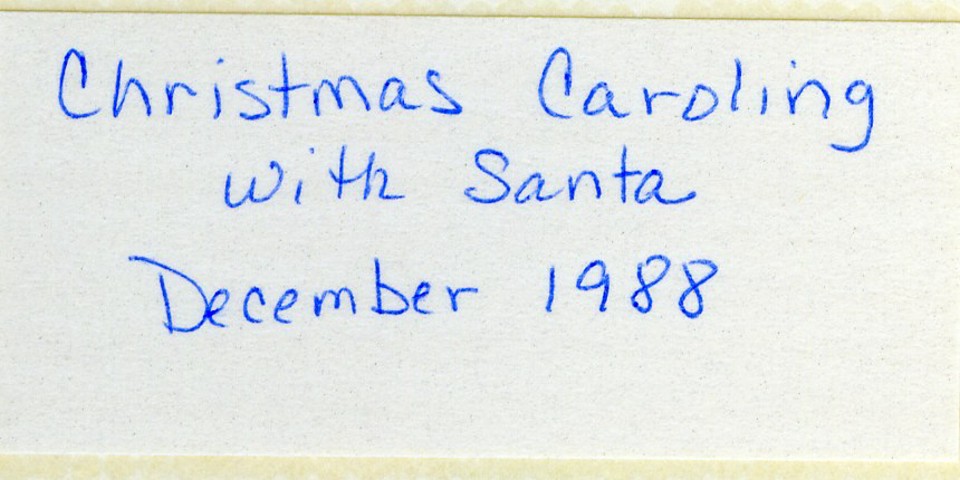 Christmas Caroling
with Santa
December 1988